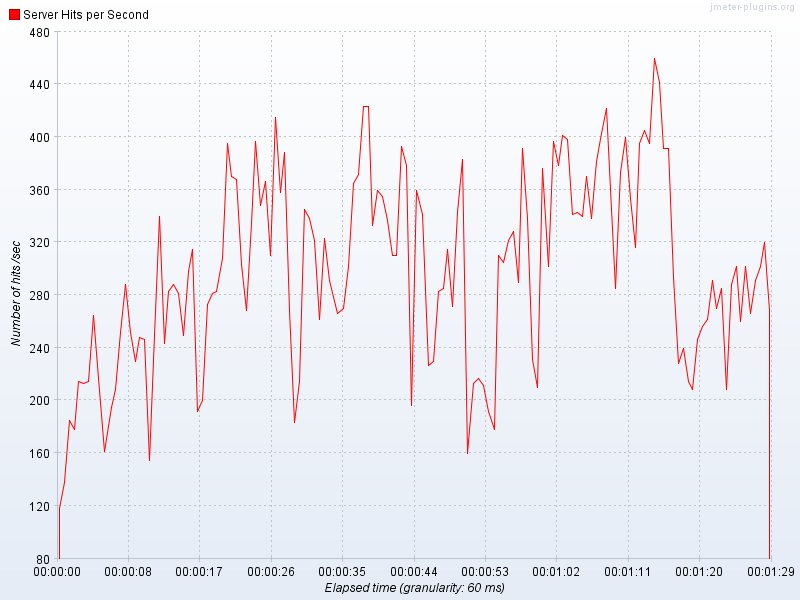 jmeter-plugins.org
Server Hits per Second
480
440
400
360
320
280
240
200
160
120
80
Number of hits /sec
00:00:00 00:00:08 00:00:17 00:00:26 00:00:35 00:00:44 00:00:53 00:01:02 00:01:11 00:01:20 00:01:29
Elapsed time (granularity: 60 ms)